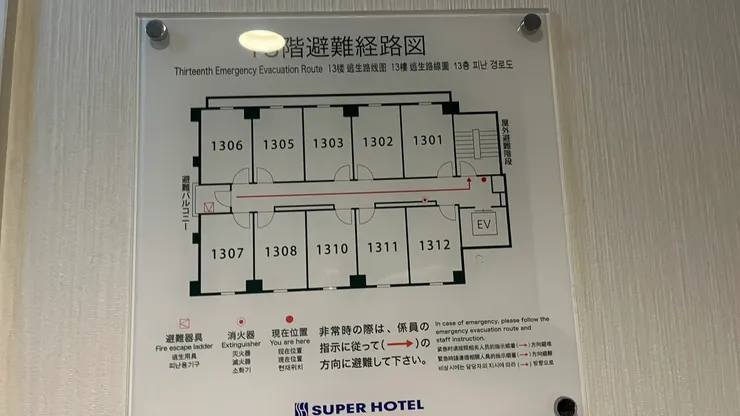 13階避難経路図
Thirteenth Emergency Evacuation Route 13楼 逃生路线图 13樓 逃生路線圖 13층 피난 경로도
1306 1305 1303 1302 1301
屋外避難階段
避難バルコニー
EV
1307 1308 1310 1311 1312
避難器具
Fire escape ladder
逃生用具
피난용기구
消火器
Extinguisher
灭火器
滅火器
소화기
現在位置
You are here
现在位置
現在位置
현재위치
非常時の際は、係員の
指示に従って(→)の
方向に避難して下さい。
In case of emergency, please follow the
emergency evacuation route and
staff instruction.
SUPER HOTEL